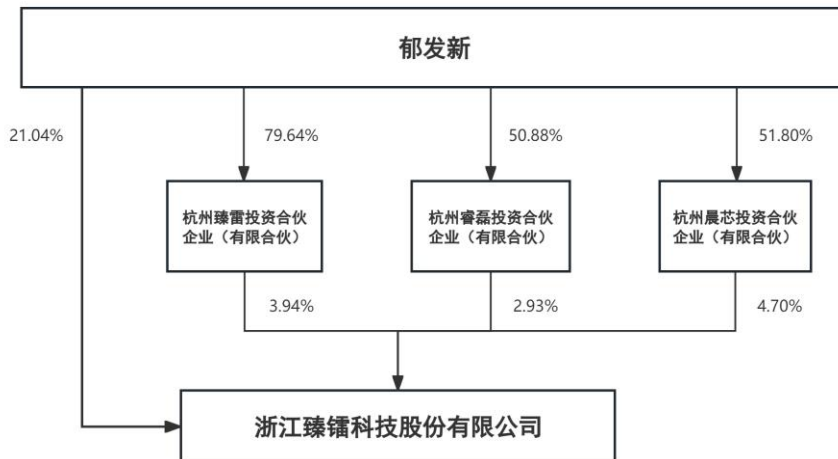 郁发新
21.04%
79.64%
50.88%
51.80%
杭州臻雷投资合伙
企业（有限合伙）
杭州睿磊投资合伙
企业（有限合伙）
杭州晨芯投资合伙
企业（有限合伙）
3.94%
2.93%
4.70%
浙江臻镭科技股份有限公司